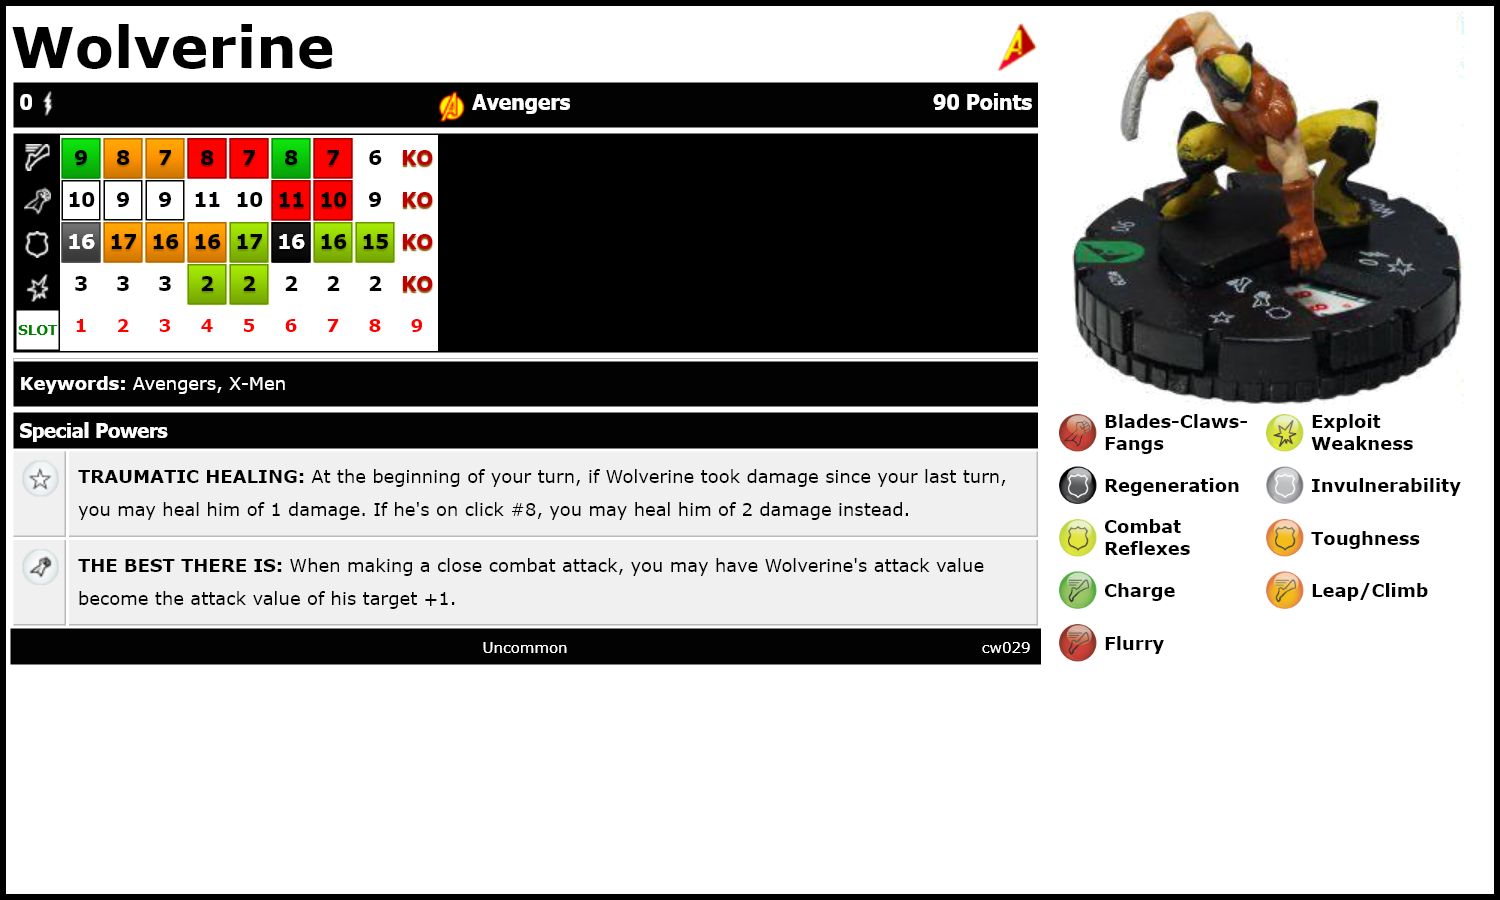 Wolverine
0 Avengers 90 Points
9 8 7 8 7 8 7 6 KO
10 9 9 11 10 11 10 9 KO
16 17 16 16 17 16 16 15 KO
3 3 3 2 2 2 2 2 KO
SLOT 1 2 3 4 5 6 7 8 9
Keywords: Avengers, X-Men
Special Powers
TRAUMATIC HEALING: At the beginning of your turn, if Wolverine took damage since your last turn,
you may heal him of 1 damage. If he's on click #8, you may heal him of 2 damage instead.
THE BEST THERE IS: When making a close combat attack, you may have Wolverine's attack value
become the attack value of his target +1.
Uncommon cw029
90
#029
Blades-Claws-
Fangs
Exploit
Weakness
Regeneration
Invulnerability
Combat
Reflexes
Toughness
Charge
Leap/Climb
Flurry